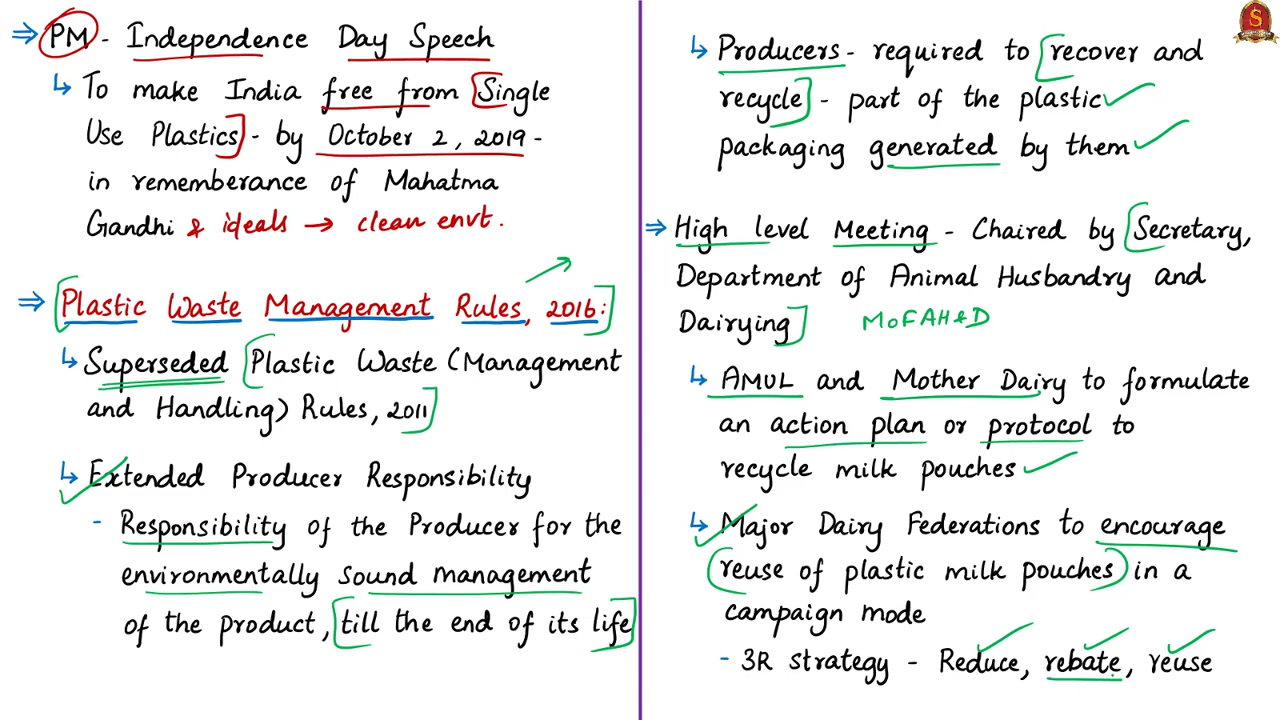 ⇒ PM - Independence Day Speech
↳ To make India free from Single
Use Plastics - by October 2, 2019 -
in rememberance of Mahatma
Gandhi & ideals → clean envt.
⇒ Plastic Waste Management Rules, 2016:
↳ Superseded [Plastic Waste (Management
and Handling) Rules, 2011]
↳ Extended Producer Responsibility
- Responsibility of the Producer for the
environmentally sound management
of the product, [till the end of its life]
↳ Producers - required to [recover and
recycle] - part of the plastic
packaging generated by them
⇒ High level Meeting - Chaired by [Secretary,
Department of Animal Husbandry and
Dairying] MoFAH&D
↳ AMUL and Mother Dairy to formulate
an action plan or protocol to
recycle milk pouches
↳ Major Dairy Federations to encourage
(reuse of plastic milk pouches) in a
campaign mode
- 3R strategy - Reduce, rebate, reuse
S